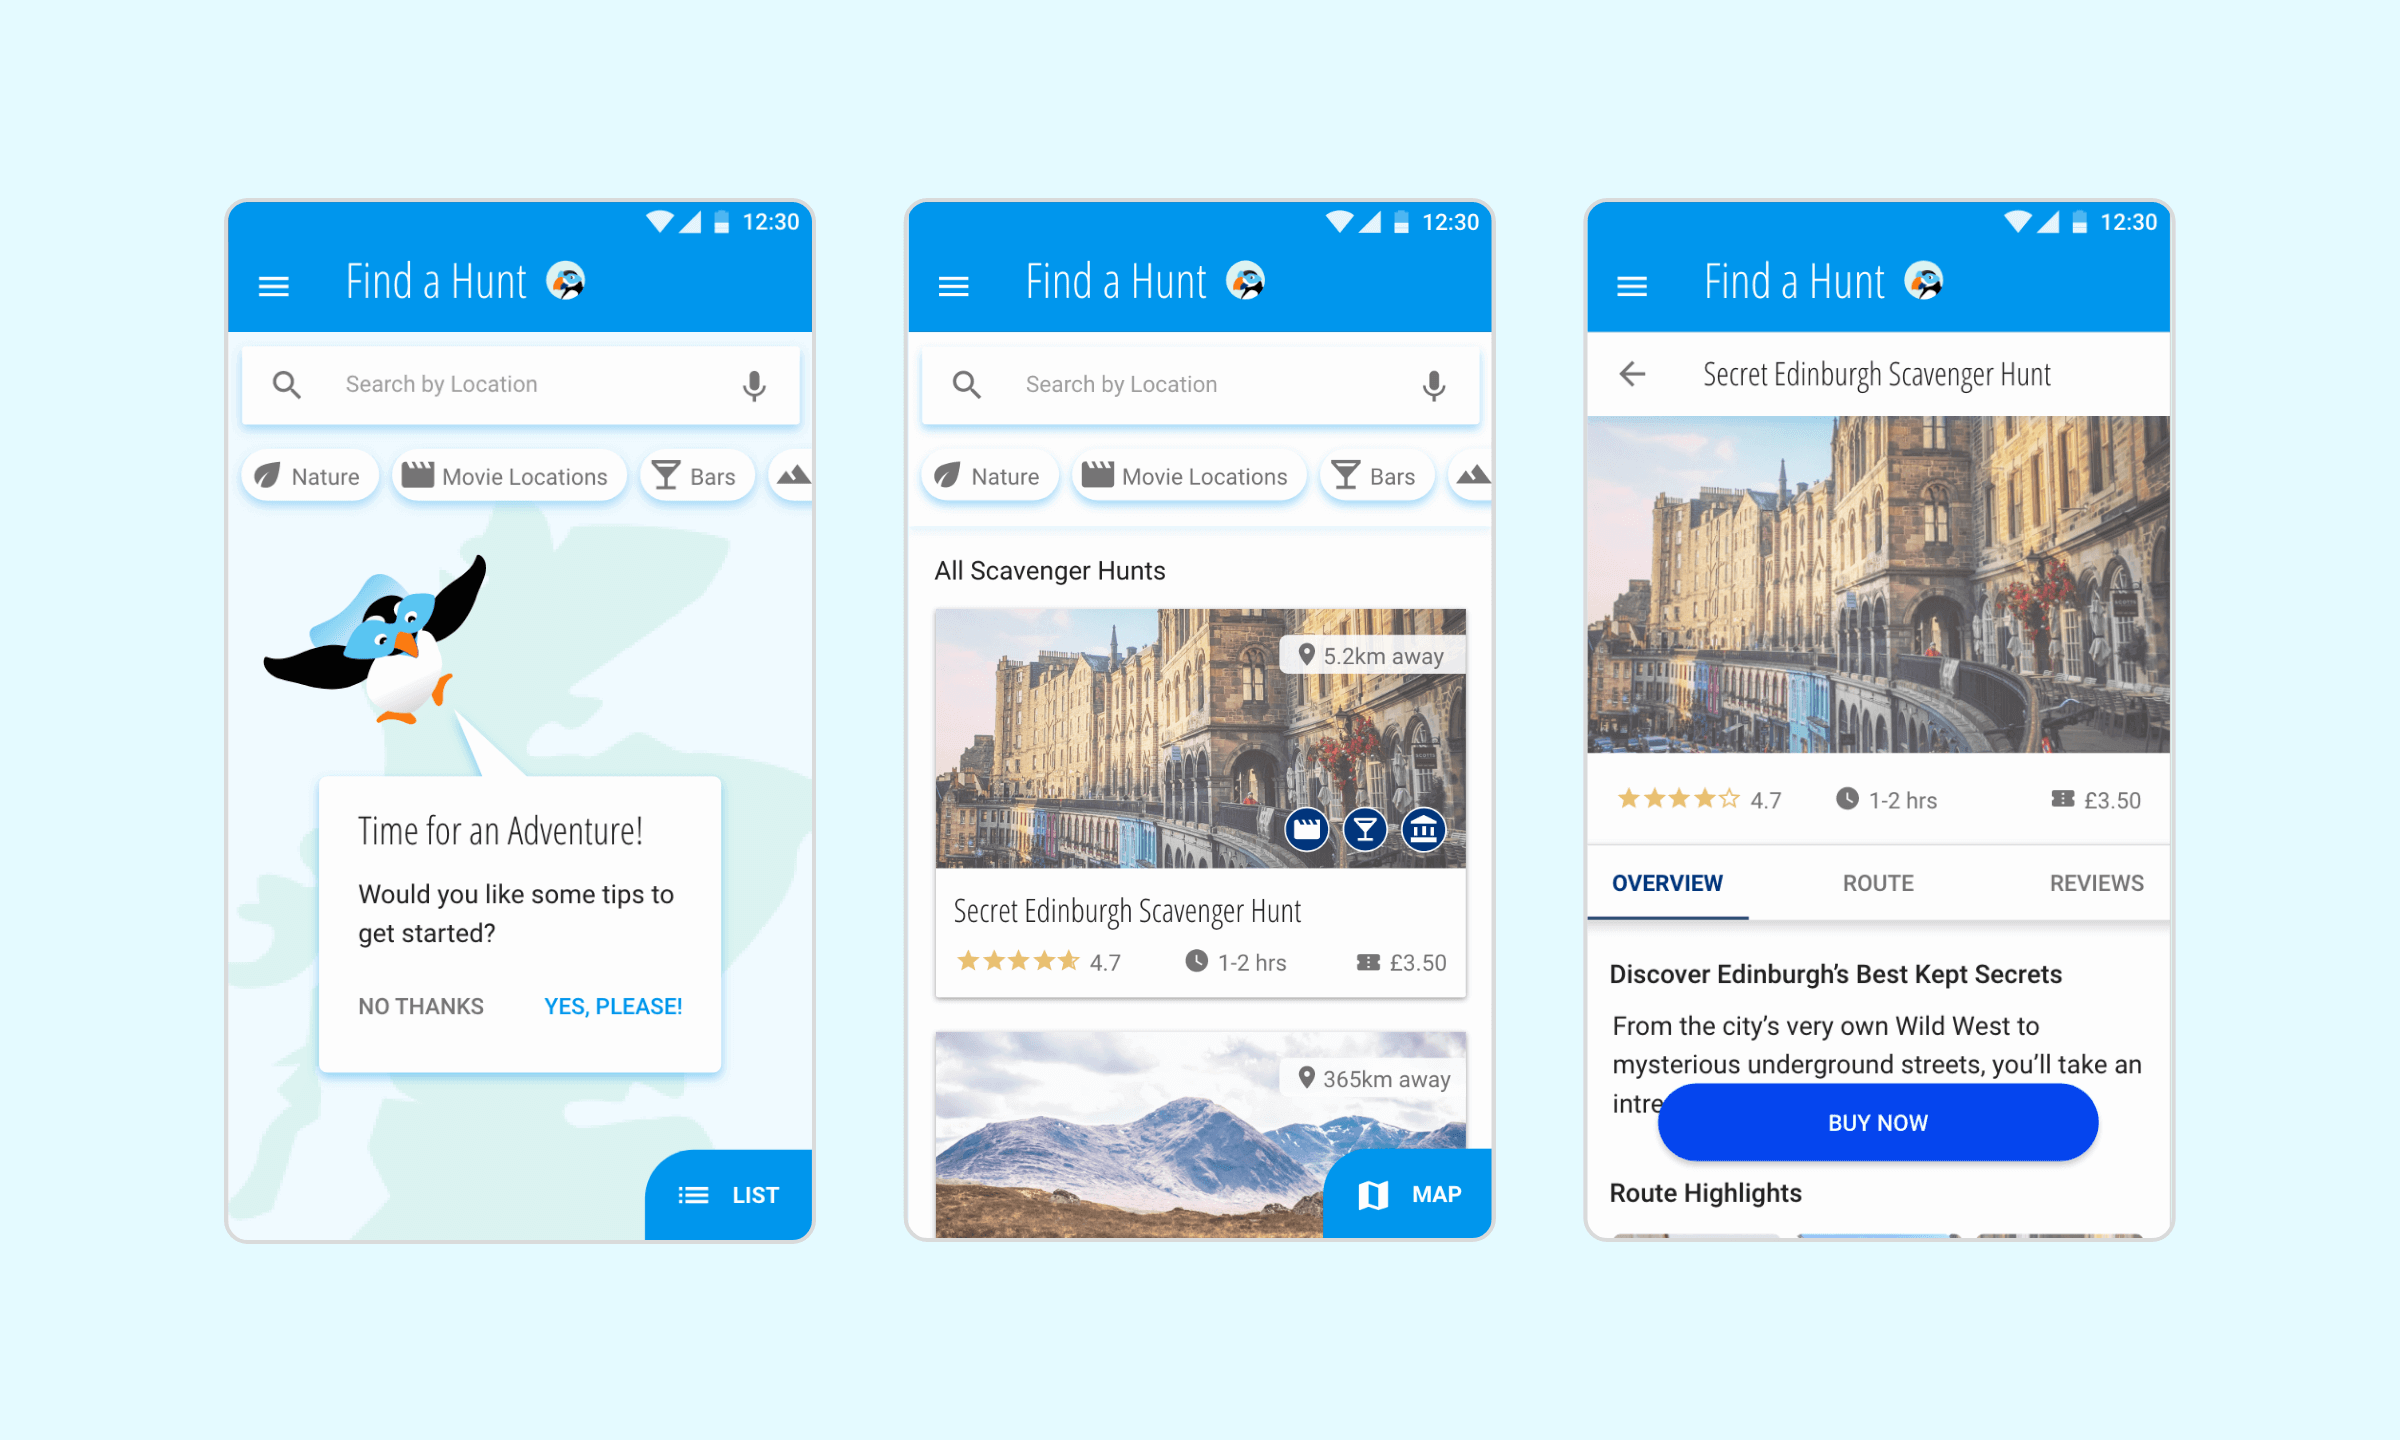 12:30
Find a Hunt
Search by Location
Nature
Movie Locations
Bars
Time for an Adventure!
Would you like some tips to
get started?
NO THANKS
YES, PLEASE!
LIST
12:30
Find a Hunt
Search by Location
Nature
Movie Locations
Bars
All Scavenger Hunts
5.2km away
Secret Edinburgh Scavenger Hunt
4.7
1-2 hrs
£3.50
365km away
MAP
12:30
Find a Hunt
Secret Edinburgh Scavenger Hunt
4.7
1-2 hrs
£3.50
OVERVIEW
ROUTE
REVIEWS
Discover Edinburgh’s Best Kept Secrets
From the city’s very own Wild West to
mysterious underground streets, you’ll take an
intre
BUY NOW
Route Highlights